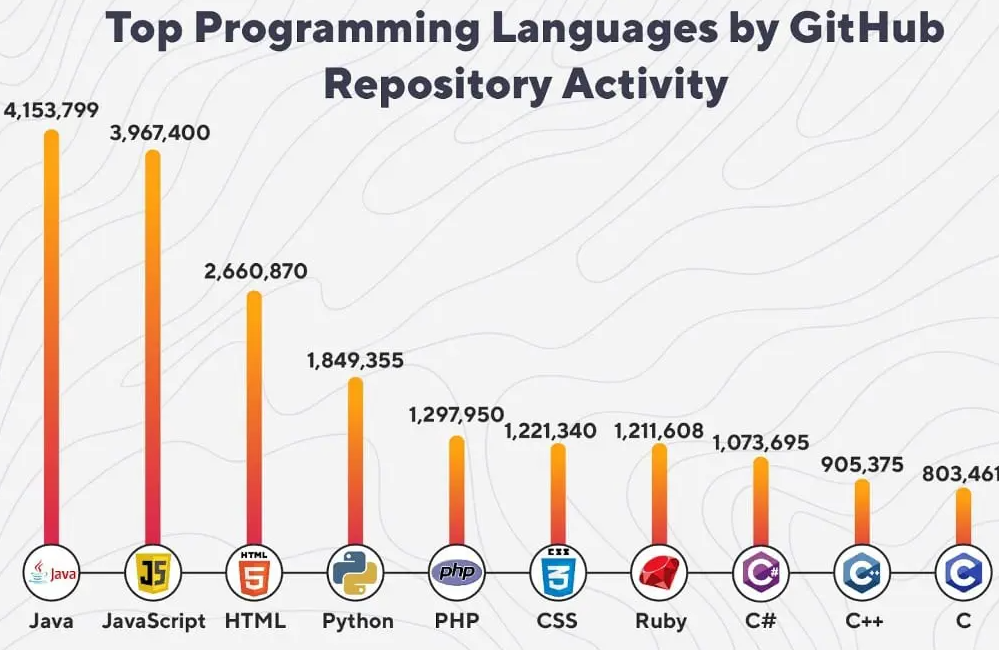 Top Programming Languages by GitHub
Repository Activity
4,153,799
3,967,400
2,660,870
1,849,355
1,297,950
1,221,340
1,211,608
1,073,695
905,375
803,461
Java
JS
HTML
5
php
CSS
3
C#
C++
C
Java JavaScript HTML Python PHP CSS Ruby C# C++ C